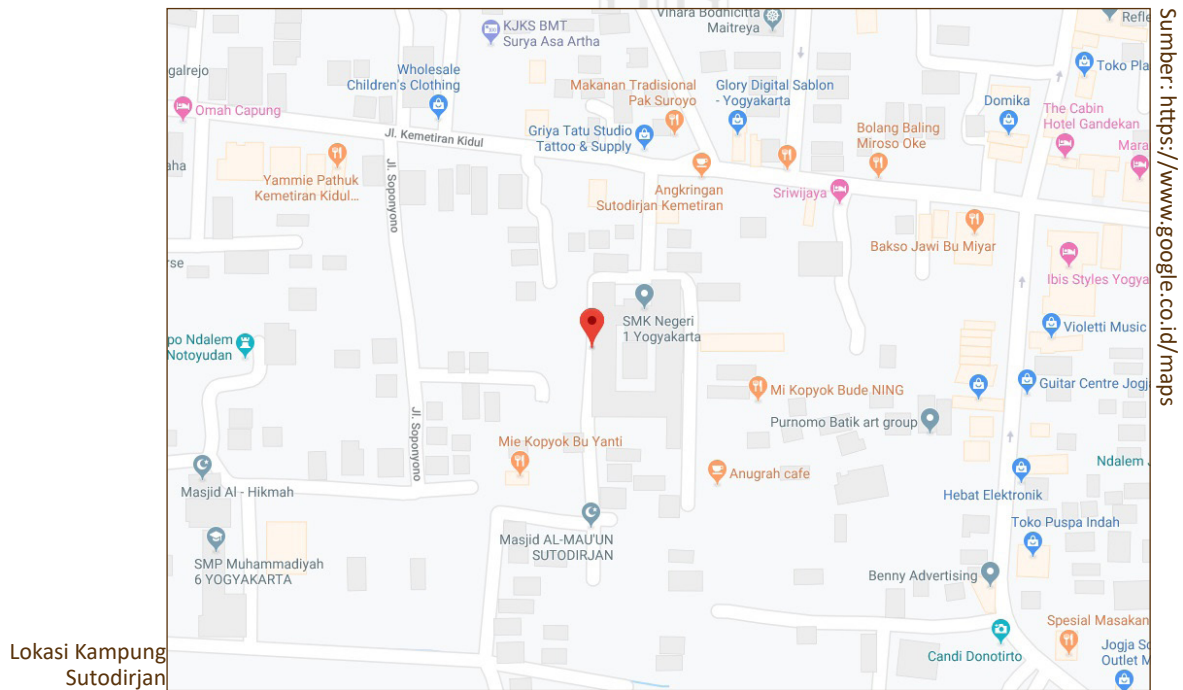 Vihara Bodhicitta
Maitreya
Refle
KJKS BMT
Surya Asa Artha
Toko Pla
galrejo
Wholesale
Children's Clothing
Makanan Tradisional
Pak Suroyo
Glory Digital Sablon
- Yogyakarta
Domika
Omah Capung
The Cabin
Hotel Gandekan
Griya Tatu Studio
Tattoo & Supply
Bolang Baling
Miroso Oke
Mara
Jl. Kemetiran Kidul
aha
Yammie Pathuk
Kemetiran Kidul...
Jl. Soponyono
Angkringan
Sutodirjan Kemetiran
Sriwijaya
Bakso Jawi Bu Miyar
rse
Ibis Styles Yogya
SMK Negeri
1 Yogyakarta
Violetti Music
po Ndalem
Notoyudan
Guitar Centre Jogja
Mi Kopyok Bude NING
Purnomo Batik art group
Jl. Soponyono
Mie Kopyok Bu Yanti
Ndalem J
Anugrah cafe
Masjid Al - Hikmah
Hebat Elektronik
Toko Puspa Indah
Masjid AL-MAU'UN
SUTODIRJAN
SMP Muhammadiyah
6 YOGYAKARTA
Benny Advertising
Spesial Masakan
Candi Donotirto
Jogja So
Outlet M
Lokasi Kampung
Sutodirjan
Sumber: https://www.google.co.id/maps